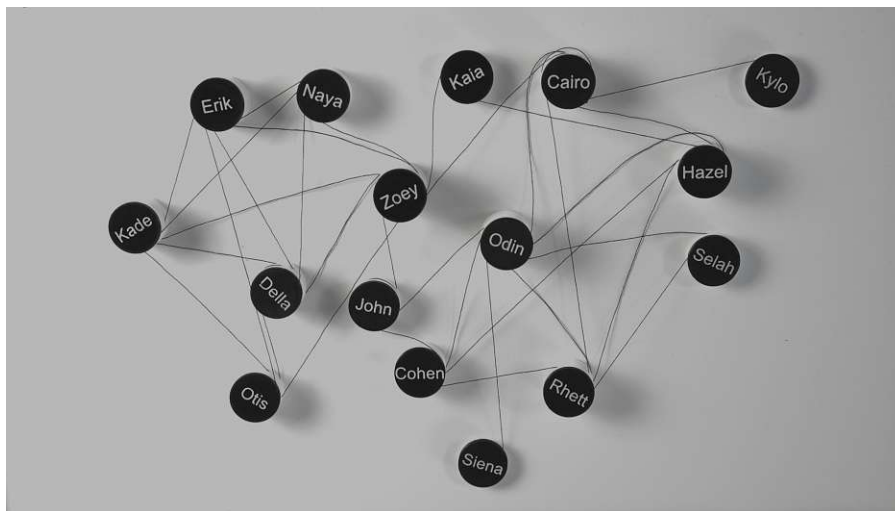 Kaia
Cairo
Kylo
Erik
Naya
Hazel
Zoey
Kade
Odin
Selah
Della
John
Cohen
Rhett
Otis
Siena